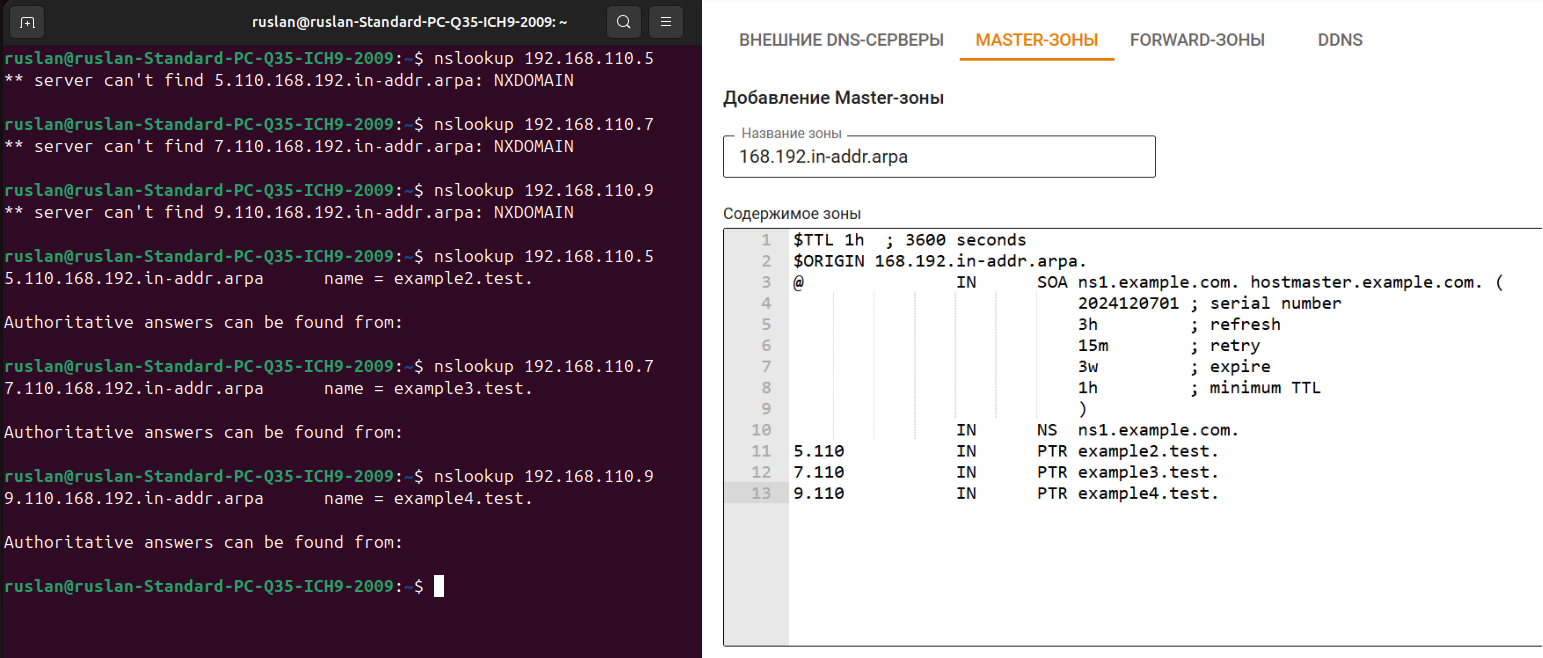 ruslan@ruslan-Standard-PC-Q35-ICH9-2009: ~
ruslan@ruslan-Standard-PC-Q35-ICH9-2009:~$ nslookup 192.168.110.5
** server can't find 5.110.168.192.in-addr.arpa: NXDOMAIN
ruslan@ruslan-Standard-PC-Q35-ICH9-2009:~$ nslookup 192.168.110.7
** server can't find 7.110.168.192.in-addr.arpa: NXDOMAIN
ruslan@ruslan-Standard-PC-Q35-ICH9-2009:~$ nslookup 192.168.110.9
** server can't find 9.110.168.192.in-addr.arpa: NXDOMAIN
ruslan@ruslan-Standard-PC-Q35-ICH9-2009:~$ nslookup 192.168.110.5
5.110.168.192.in-addr.arpa      name = example2.test.
Authoritative answers can be found from:
ruslan@ruslan-Standard-PC-Q35-ICH9-2009:~$ nslookup 192.168.110.7
7.110.168.192.in-addr.arpa      name = example3.test.
Authoritative answers can be found from:
ruslan@ruslan-Standard-PC-Q35-ICH9-2009:~$ nslookup 192.168.110.9
9.110.168.192.in-addr.arpa      name = example4.test.
Authoritative answers can be found from:
ruslan@ruslan-Standard-PC-Q35-ICH9-2009:~$
ВНЕШНИЕ DNS-СЕРВЕРЫ MASTER-ЗОНЫ FORWARD-ЗОНЫ DDNS
Добавление Master-зоны
Название зоны
168.192.in-addr.arpa
Содержимое зоны
1 $TTL 1h  ; 3600 seconds
2 $ORIGIN 168.192.in-addr.arpa.
3 @               IN      SOA ns1.example.com. hostmaster.example.com. (
4                             2024120701 ; serial number
5                             3h         ; refresh
6                             15m        ; retry
7                             3w         ; expire
8                             1h         ; minimum TTL
9                             )
10                IN      NS  ns1.example.com.
11 5.110           IN      PTR example2.test.
12 7.110           IN      PTR example3.test.
13 9.110           IN      PTR example4.test.